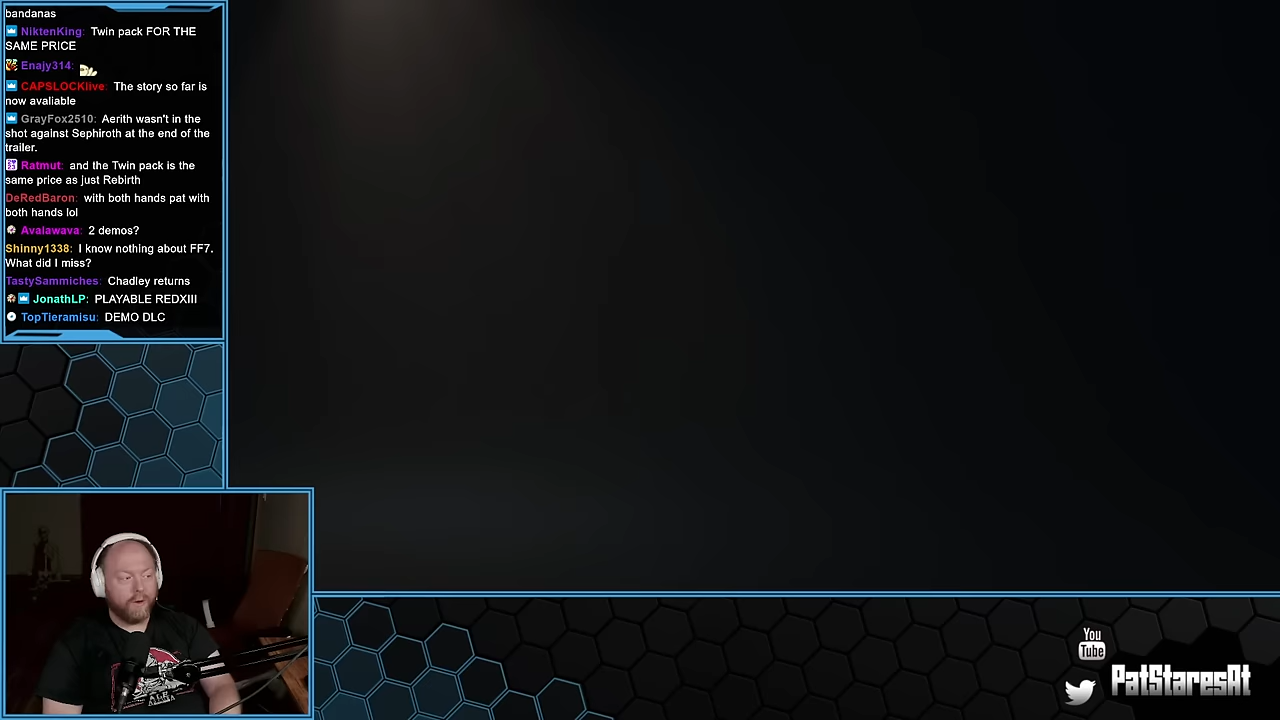 bandanas
NiktenKing: Twin pack FOR THE
SAME PRICE
Enajy314:
CAPSLOCKlive: The story so far is
now avaliable
GrayFox2510: Aerith wasn't in the
shot against Sephiroth at the end of the
trailer.
Ratmut: and the Twin pack is the
same price as just Rebirth
DeRedBaron: with both hands pat with
both hands lol
Avalawava: 2 demos?
Shinny1338: I know nothing about FF7.
What did I miss?
TastySammiches: Chadley returns
JonathLP: PLAYABLE REDXIII
TopTieramisu: DEMO DLC
You
Tube
PatStaresAt